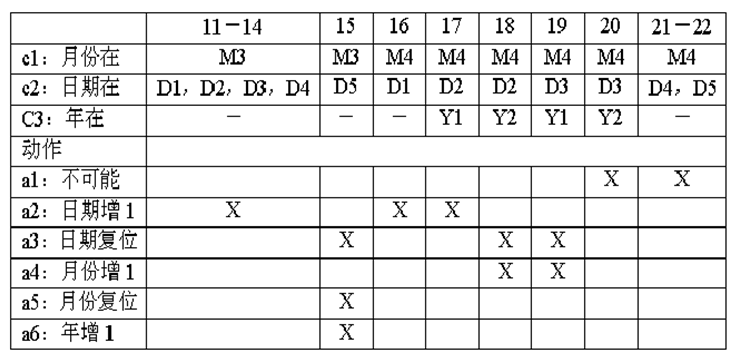 11－14 15 16 17 18 19 20 21－22
c1：月份在 M3 M3 M4 M4 M4 M4 M4 M4
c2：日期在 D1，D2，D3，D4 D5 D1 D2 D2 D3 D3 D4，D5
C3：年在 － － － Y1 Y2 Y1 Y2 －
动作
a1：不可能 X X
a2：日期增1 X X X
a3：日期复位 X X X
a4：月份增1 X X
a5：月份复位 X
a6：年增1 X